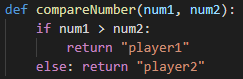 def compareNumber(num1, num2):
    if num1 > num2:
        return "player1"
    else: return "player2"